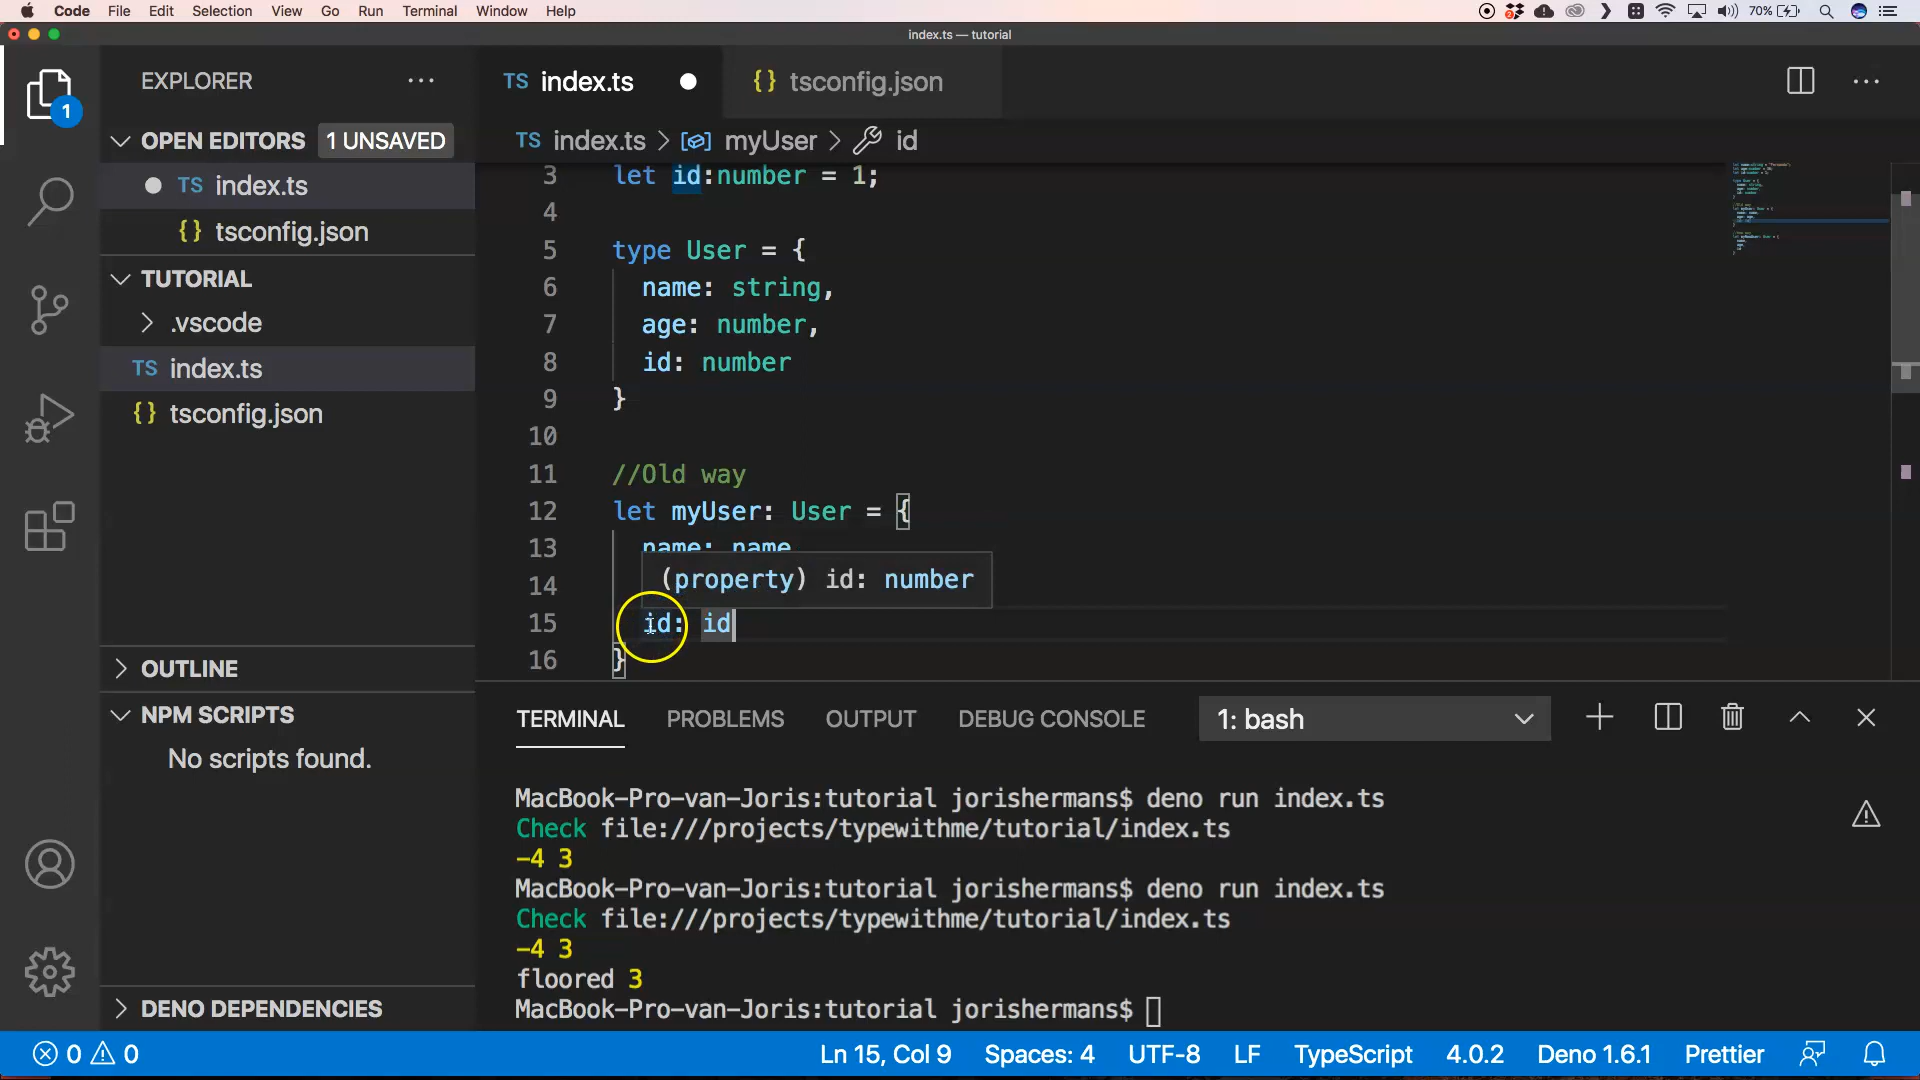 Code File Edit Selection View Go Run Terminal Window Help 2 70%
index.ts — tutorial
EXPLORER
1
OPEN EDITORS 1 UNSAVED
TS index.ts
{} tsconfig.json
TUTORIAL
.vscode
TS index.ts
{} tsconfig.json
OUTLINE
NPM SCRIPTS
No scripts found.
DENO DEPENDENCIES
TS index.ts
{} tsconfig.json
TS index.ts > myUser > id
3 let id:number = 1;
4
5 type User = {
6 name: string,
7 age: number,
8 id: number
9 }
10
11 //Old way
12 let myUser: User = {
13 name: name
(property) id: number
14
15 id: id
16 }
TERMINAL PROBLEMS OUTPUT DEBUG CONSOLE 1: bash
MacBook-Pro-van-Joris:tutorial jorishermans$ deno run index.ts
Check file:///projects/typewithme/tutorial/index.ts
-4 3
MacBook-Pro-van-Joris:tutorial jorishermans$ deno run index.ts
Check file:///projects/typewithme/tutorial/index.ts
-4 3
floored 3
MacBook-Pro-van-Joris:tutorial jorishermans$
0 0 Ln 15, Col 9 Spaces: 4 UTF-8 LF TypeScript 4.0.2 Deno 1.6.1 Prettier